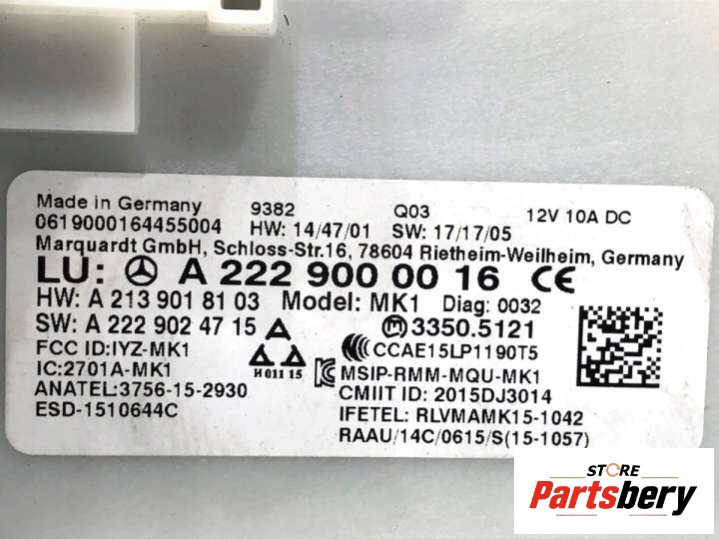 Made in Germany 9382 Q03 12V 10A DC
0619000164455004 HW: 14/47/01 SW: 17/17/05
Marquardt GmbH, Schloss-Str.16, 78604 Rietheim-Weilheim, Germany
LU: A 222 900 00 16 CE
HW: A 213 901 81 03 Model: MK1 Diag: 0032
SW: A 222 902 47 15 A 3350.5121
FCC ID:IYZ-MK1 CCAE15LP1190T5
IC:2701A-MK1 H 011 15 MSIP-RMM-MQU-MK1
ANATEL:3756-15-2930 CMIIT ID: 2015DJ3014
ESD-1510644C IFETEL: RLVMAMK15-1042
RAAU/14C/0615/S(15-1057)
STORE
Partsbery